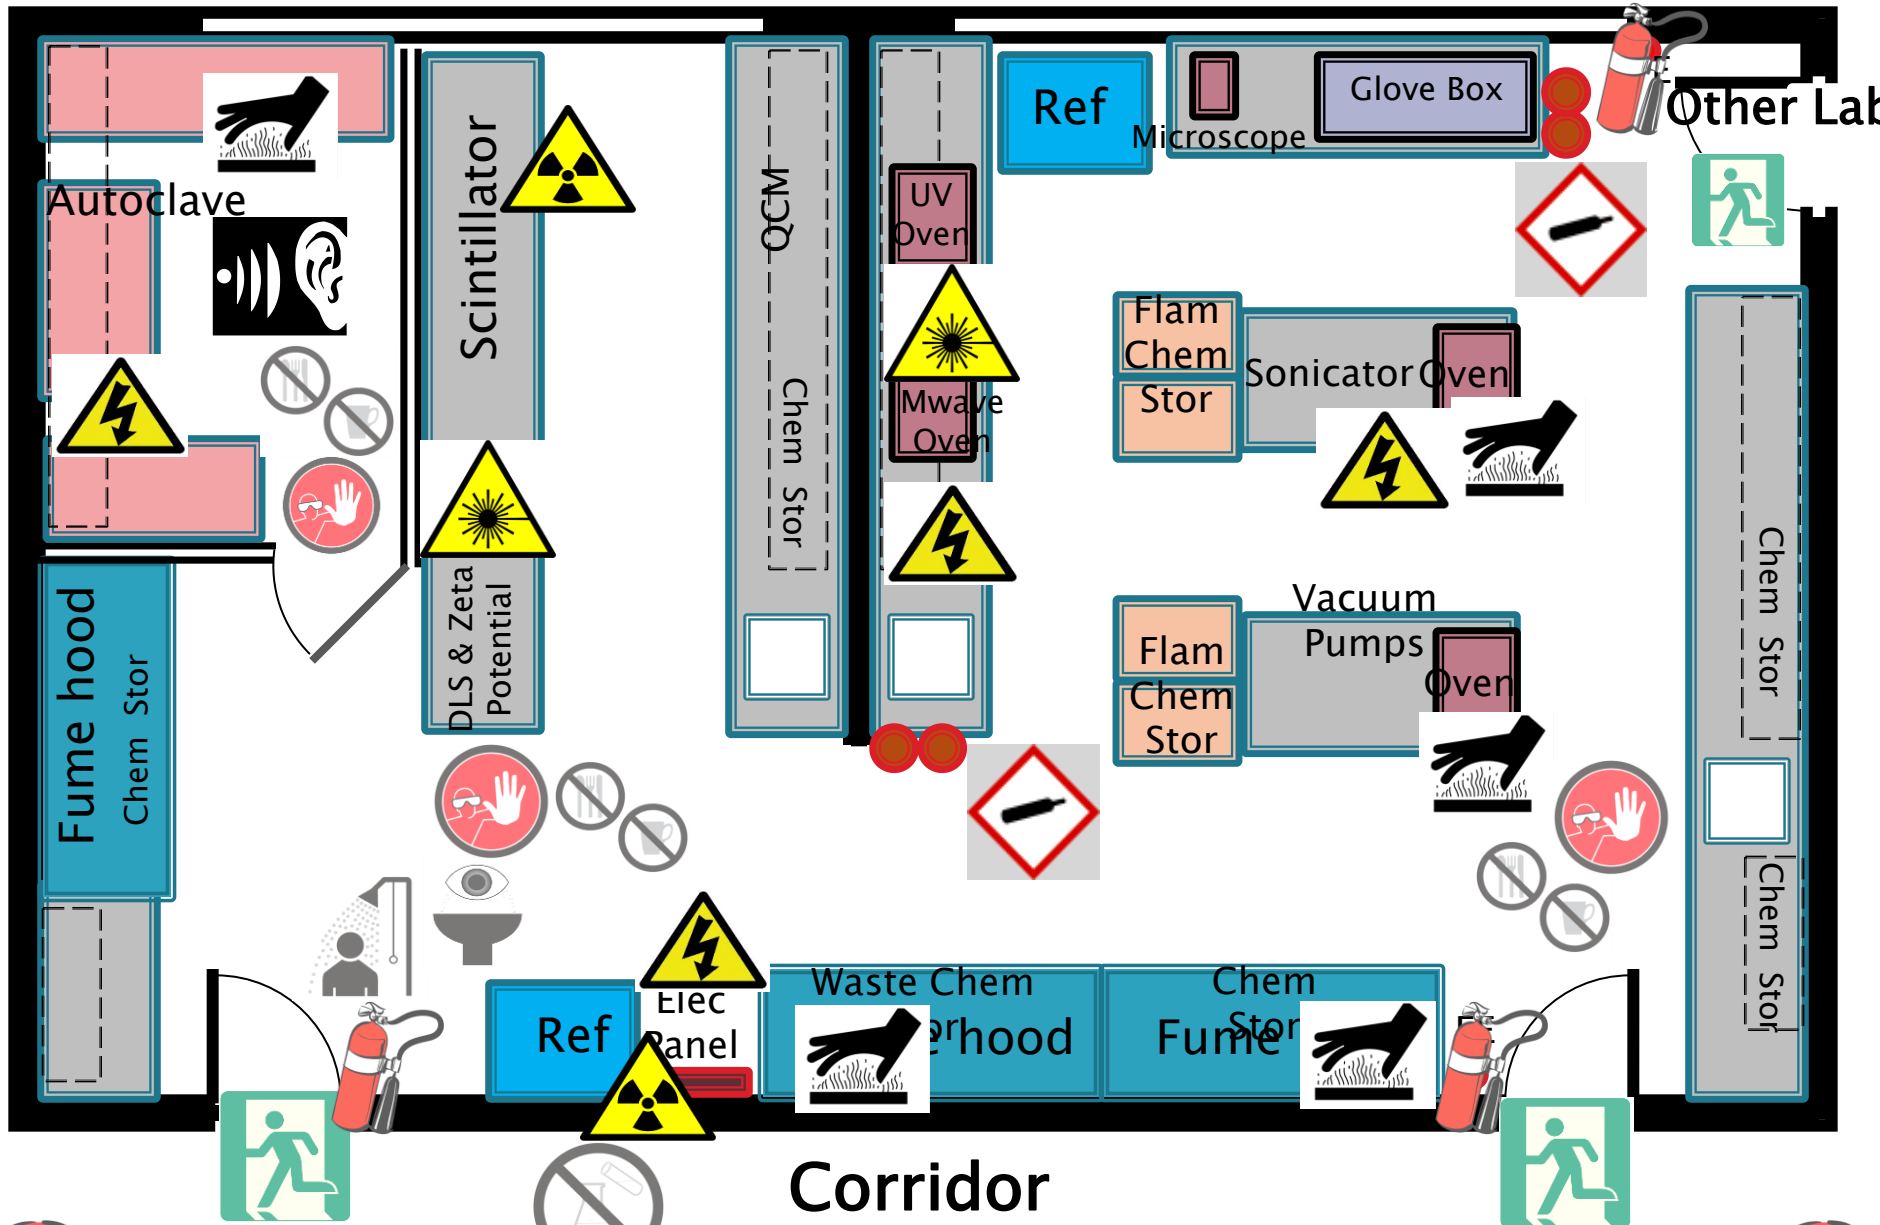 Autoclave
Scintillator
QCM
Chem Stor
UV
Oven
Mwave
Oven
Ref
Microscope
Glove Box
Other Lab
Flam
Chem
Stor
Sonicator
Oven
Chem Stor
Vacuum
Pumps
Flam
Chem
Stor
Oven
Fume hood
Chem Stor
DLS & Zeta
Potential
Chem Stor
Ref
Elec
Panel
Waste Chem
hood
Chem
Stor
Fume
Corridor